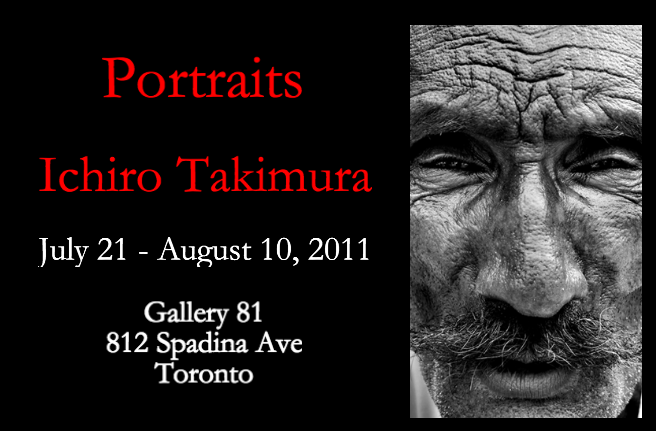 Portraits
Ichiro Takimura
July 21 - August 10, 2011
Gallery 81
812 Spadina Ave
Toronto